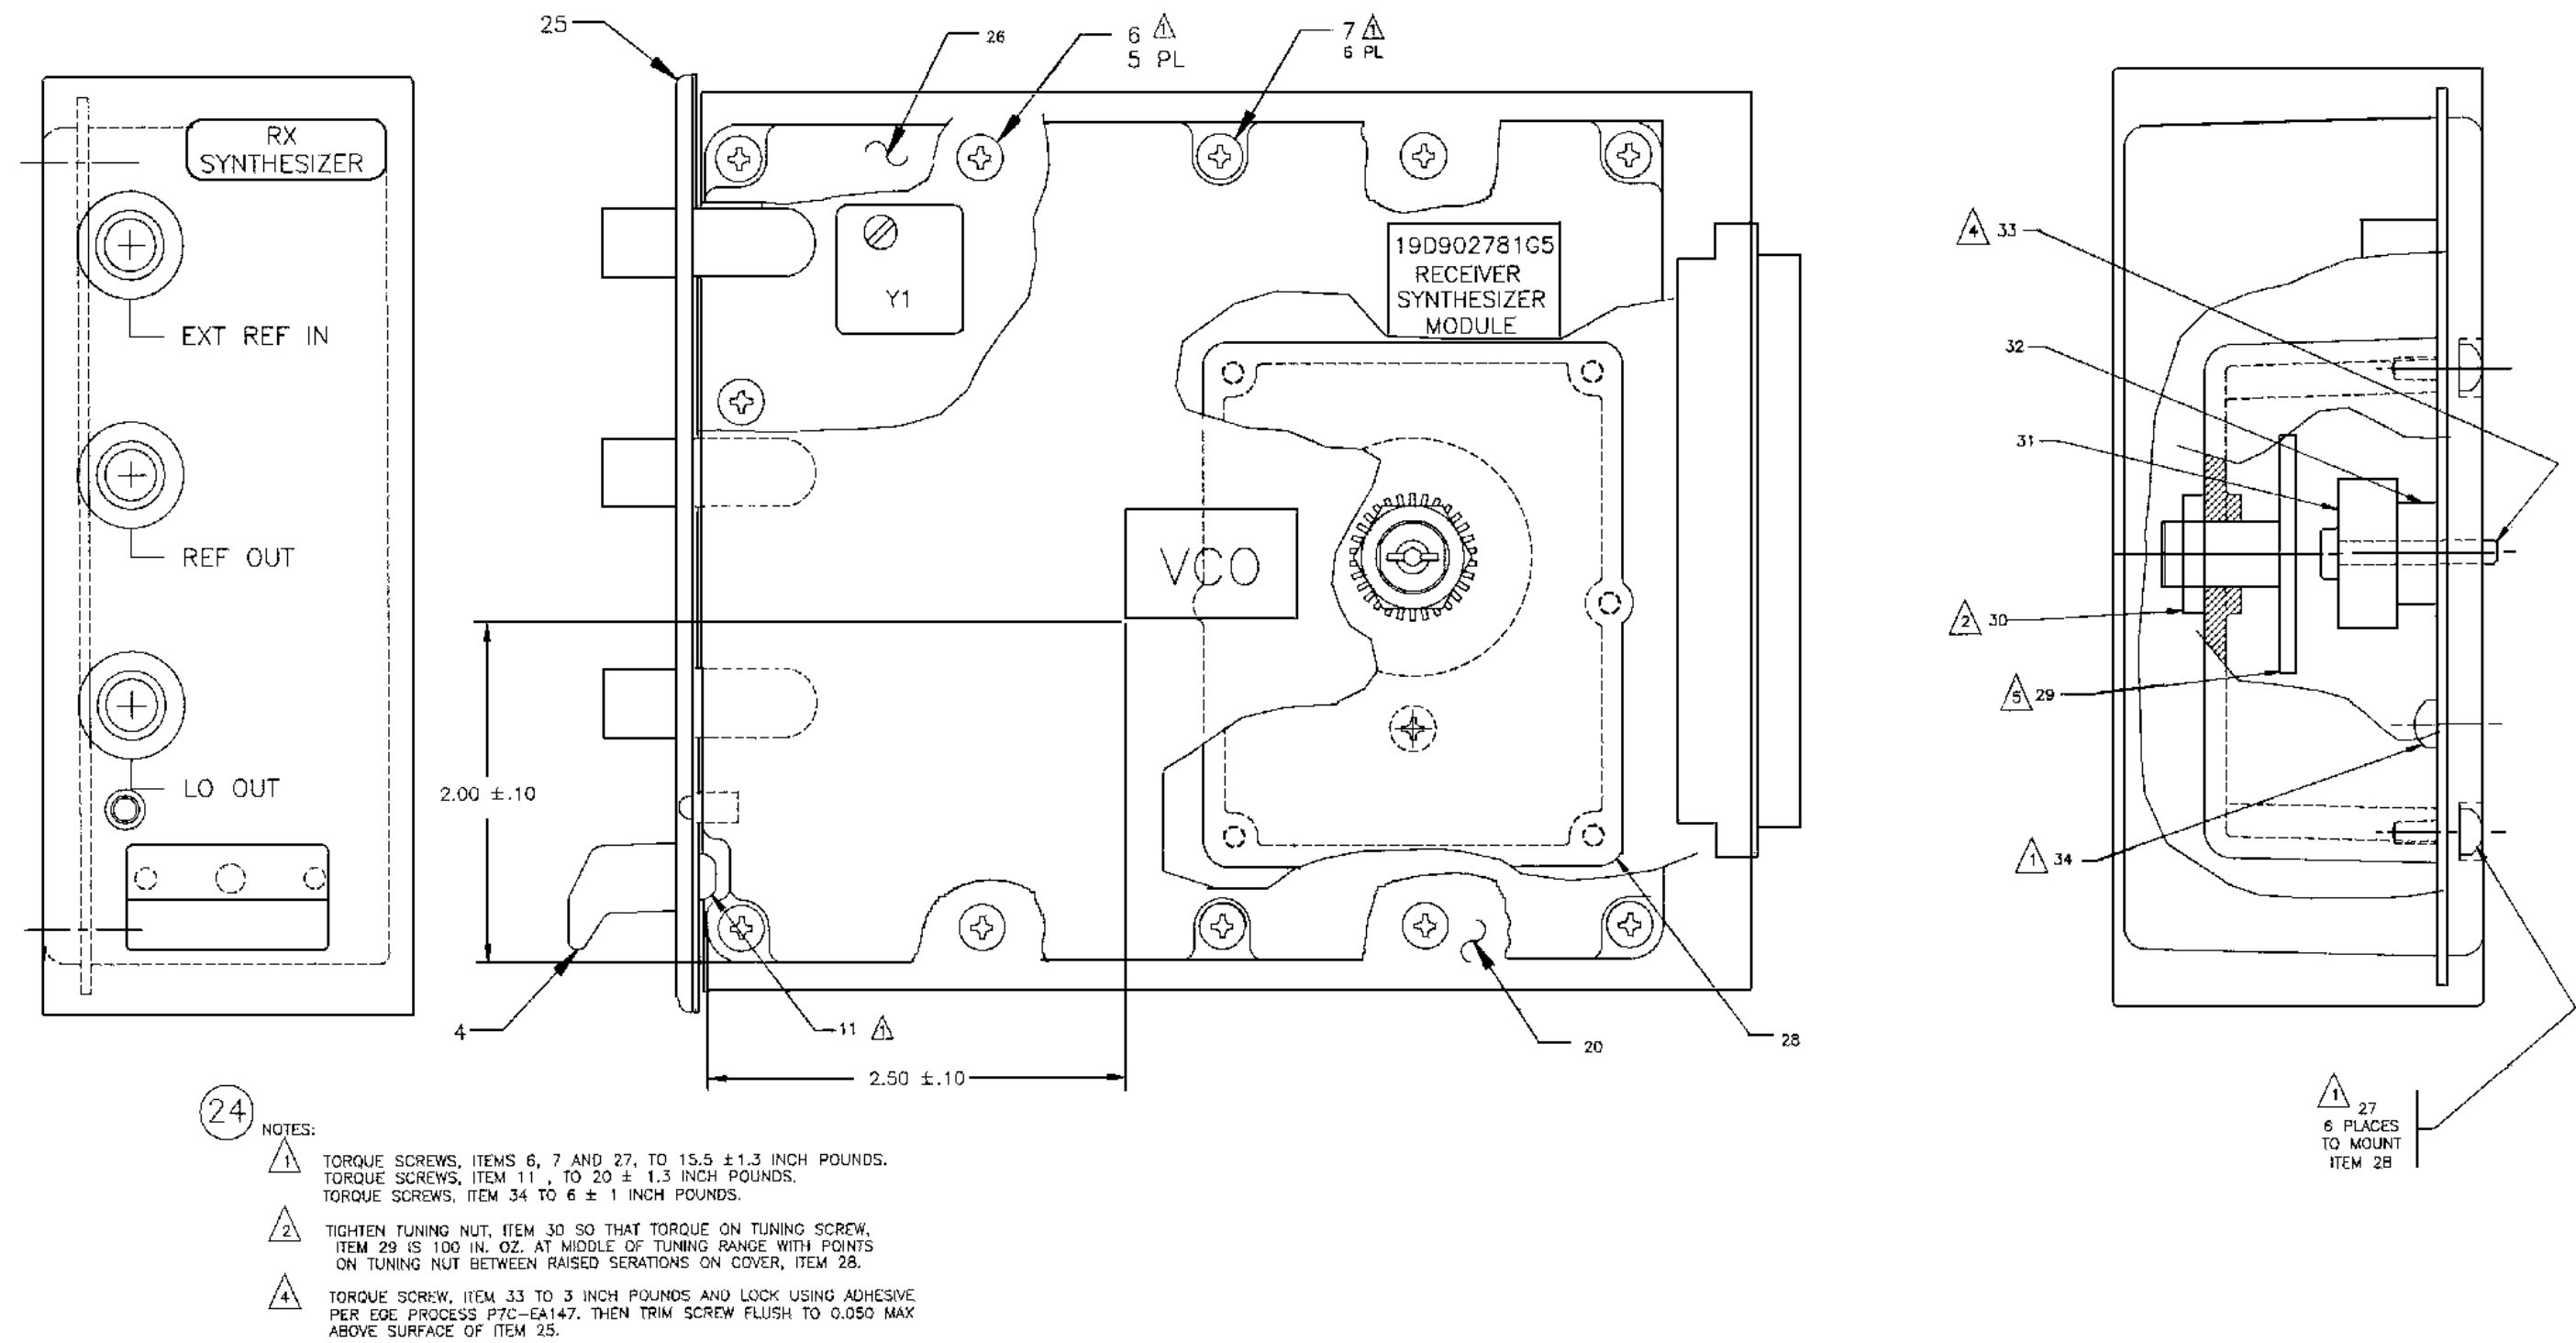 RX
SYNTHESIZER
EXT REF IN
REF OUT
LO OUT
25
26
6 1
5 PL
7 1
6 PL
Y1
19D902781G5
RECEIVER
SYNTHESIZER
MODULE
VCO
2.00 ±.10
4
11 1
20
28
2.50 ±.10
4 33
32
31
2 30
5 29
1 34
1 27
6 PLACES
TO MOUNT
ITEM 28
24
NOTES:
1 TORQUE SCREWS, ITEMS 6, 7 AND 27, TO 15.5 ±1.3 INCH POUNDS.
TORQUE SCREWS, ITEM 11 , TO 20 ± 1.3 INCH POUNDS.
TORQUE SCREWS, ITEM 34 TO 6 ± 1 INCH POUNDS.
2 TIGHTEN TUNING NUT, ITEM 30 SO THAT TORQUE ON TUNING SCREW,
ITEM 29 IS 100 IN. OZ. AT MIDDLE OF TUNING RANGE WITH POINTS
ON TUNING NUT BETWEEN RAISED SERATIONS ON COVER, ITEM 28.
4 TORQUE SCREW, ITEM 33 TO 3 INCH POUNDS AND LOCK USING ADHESIVE
PER EGE PROCESS P7C-EA147. THEN TRIM SCREW FLUSH TO 0.050 MAX
ABOVE SURFACE OF ITEM 25.